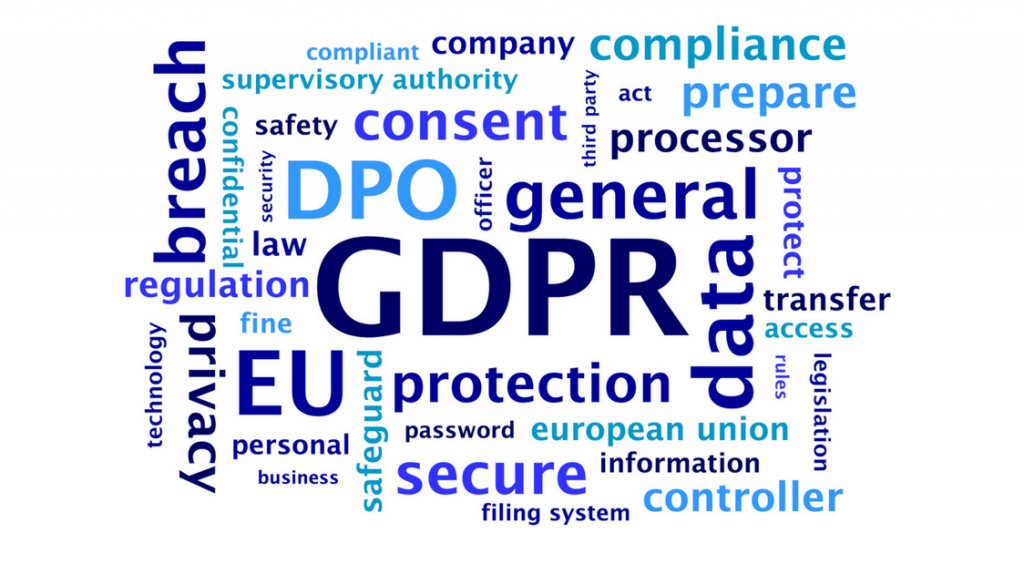 compliant
company
compliance
supervisory authority
breach
confidential
safety
consent
third party
act
prepare
processor
security
DPO
officer
general
protect
law
GDPR
data
regulation
transfer
fine
access
technology
privacy
EU
safeguard
protection
rules
legislation
personal
password
european union
business
secure
information
controller
filing system